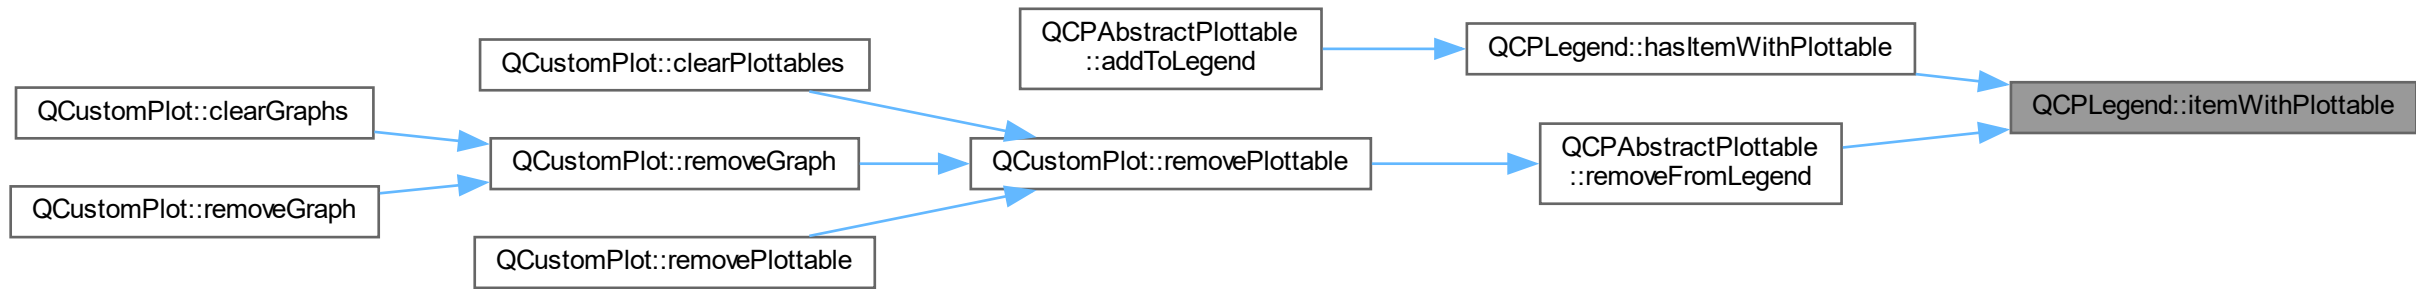 QCustomPlot::clearGraphs
QCustomPlot::removeGraph
QCustomPlot::clearPlottables
QCustomPlot::removeGraph
QCustomPlot::removePlottable
QCPAbstractPlottable
::addToLegend
QCustomPlot::removePlottable
QCPLegend::hasItemWithPlottable
QCPAbstractPlottable
::removeFromLegend
QCPLegend::itemWithPlottable